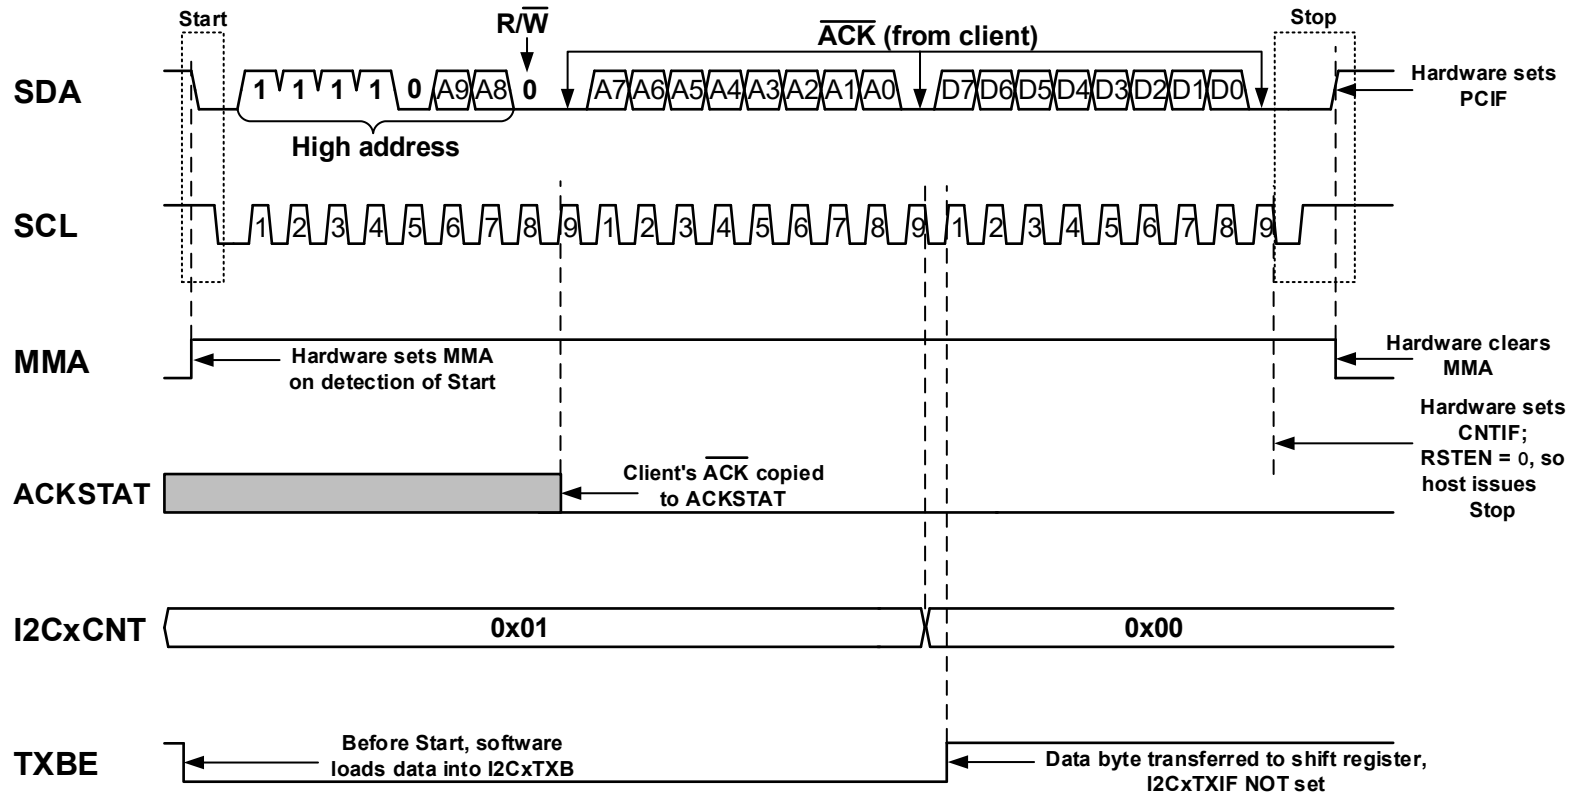 Start
R/W
ACK (from client)
Stop
SDA
1 1 1 1 0 A9 A8 0 A7 A6 A5 A4 A3 A2 A1 A0 D7 D6 D5 D4 D3 D2 D1 D0
Hardware sets
PCIF
High address
SCL
1 2 3 4 5 6 7 8 9 1 2 3 4 5 6 7 8 9 1 2 3 4 5 6 7 8 9
MMA
Hardware sets MMA
on detection of Start
Hardware clears
MMA
Hardware sets
CNTIF;
RSTEN = 0, so
host issues
Stop
ACKSTAT
Client's ACK copied
to ACKSTAT
I2CxCNT
0x01
0x00
TXBE
Before Start, software
loads data into I2CxTXB
Data byte transferred to shift register,
I2CxTXIF NOT set